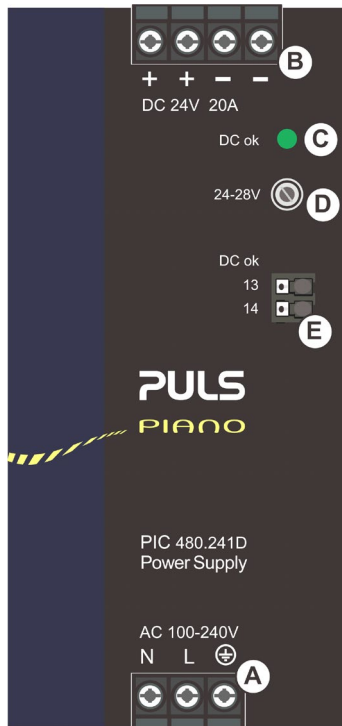 B
+ + − −
DC 24V 20A
DC ok C
24-28V D
DC ok
13
14
E
PULS
PIANO
PIC 480.241D
Power Supply
AC 100-240V
N L A